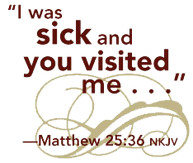 “I was
sick and
you visited
me . . .”
—Matthew 25:36 NKJV